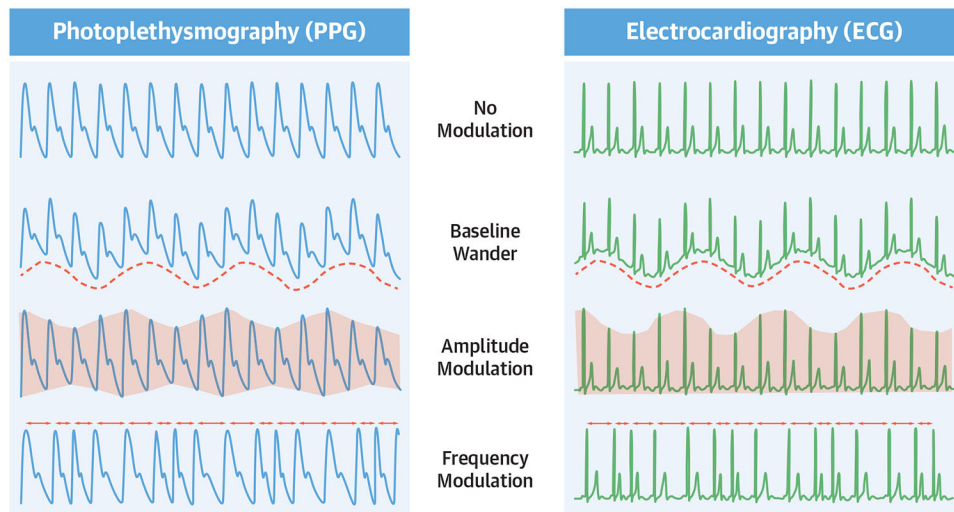 Photoplethysmography (PPG)
Electrocardiography (ECG)
No
Modulation
Baseline
Wander
Amplitude
Modulation
Frequency
Modulation